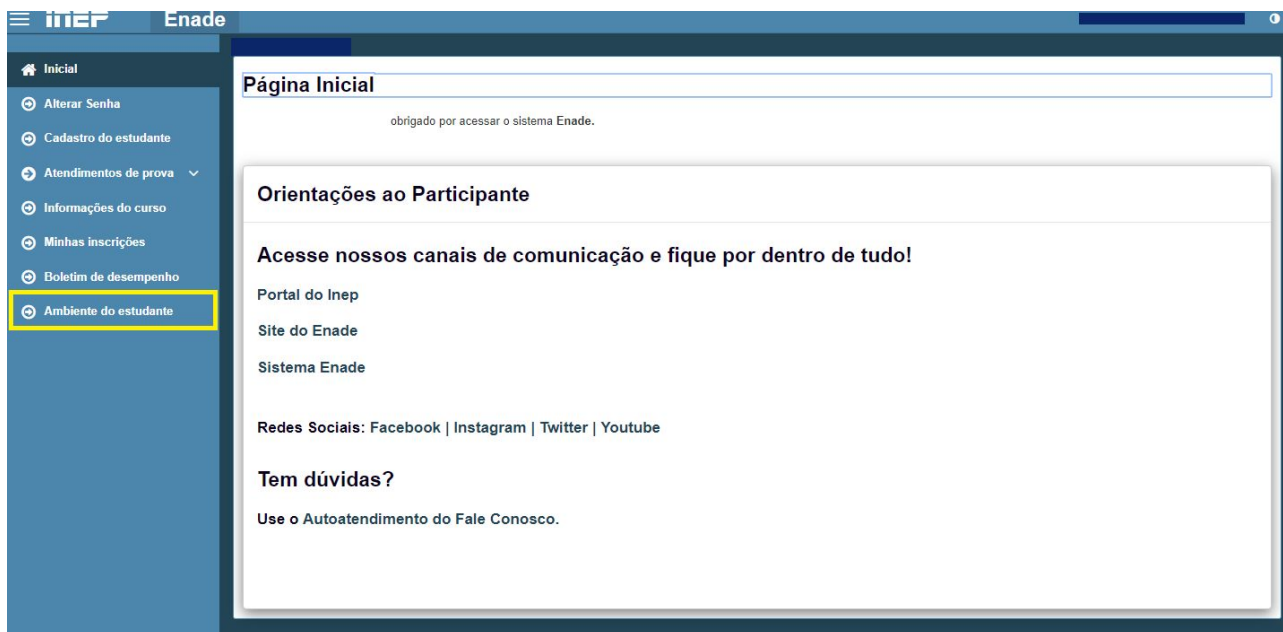 inep Enade
Inicial
Alterar Senha
Cadastro do estudante
Atendimentos de prova
Informações do curso
Minhas inscrições
Boletim de desempenho
Ambiente do estudante
Página Inicial
obrigado por acessar o sistema Enade.
Orientações ao Participante
Acesse nossos canais de comunicação e fique por dentro de tudo!
Portal do Inep
Site do Enade
Sistema Enade
Redes Sociais: Facebook | Instagram | Twitter | Youtube
Tem dúvidas?
Use o Autoatendimento do Fale Conosco.